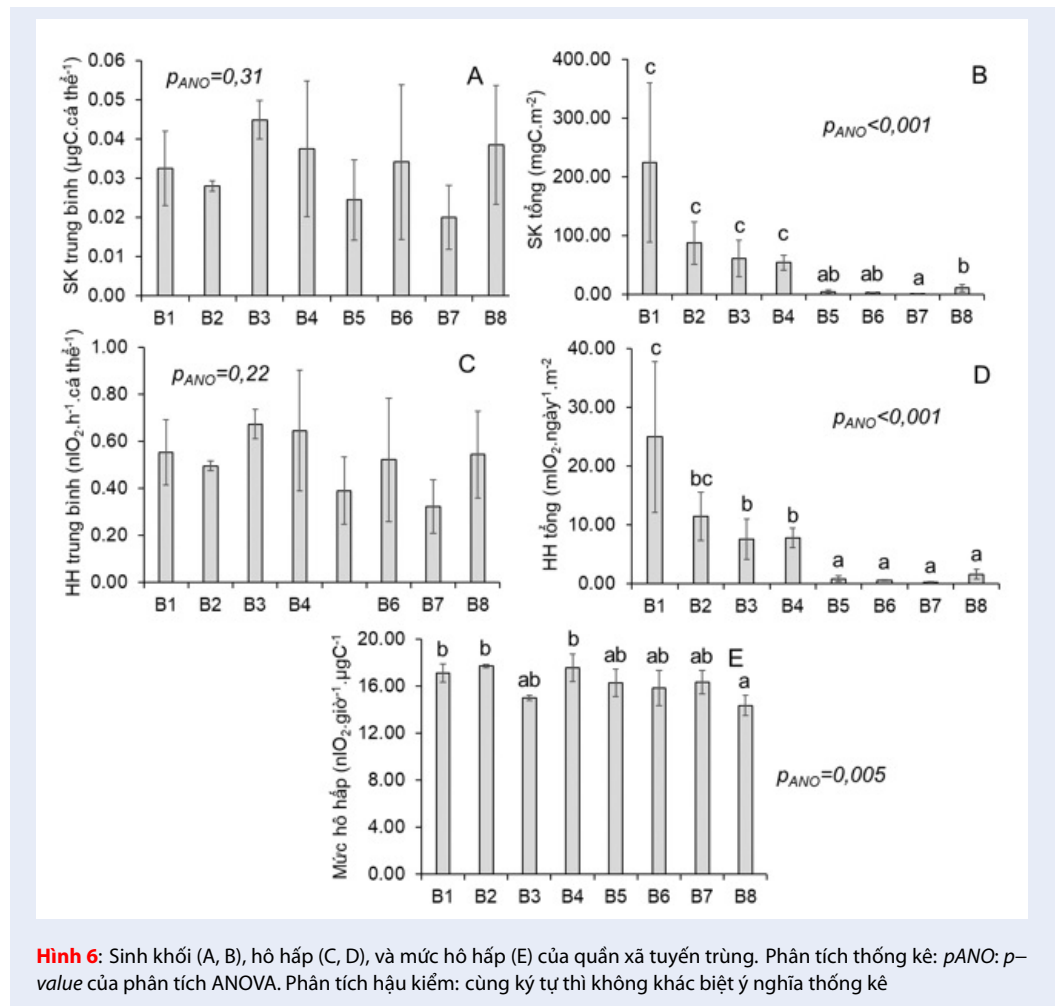 0.06
0.05
0.04
0.03
0.02
0.01
0.00
SK trung bình (µgC.cá thể⁻¹)
pANO=0,31
A
B1 B2 B3 B4 B5 B6 B7 B8
400.00
300.00
200.00
100.00
0.00
SK tổng (mgC.m⁻²)
B
pANO<0,001
c c c c ab ab a b
B1 B2 B3 B4 B5 B6 B7 B8
1.00
0.80
0.60
0.40
0.20
0.00
HH trung bình (nlO₂.h⁻¹.cá thể⁻¹)
pANO=0,22
C
B1 B2 B3 B4 B6 B7 B8
40.00
30.00
20.00
10.00
0.00
HH tổng (mlO₂.ngày⁻¹.m⁻²
D
pANO<0,001
c bc b b a a a a
B1 B2 B3 B4 B5 B6 B7 B8
20.00
16.00
12.00
8.00
4.00
0.00
Mức hô hấp (nlO₂.giờ⁻¹.µgC⁻¹
E
pANO=0,005
b b ab b ab ab ab a
B1 B2 B3 B4 B5 B6 B7 B8
Hình 6: Sinh khối (A, B), hô hấp (C, D), và mức hô hấp (E) của quần xã tuyến trùng. Phân tích thống kê: pANO: p–
value của phân tích ANOVA. Phân tích hậu kiểm: cùng ký tự thì không khác biệt ý nghĩa thống kê